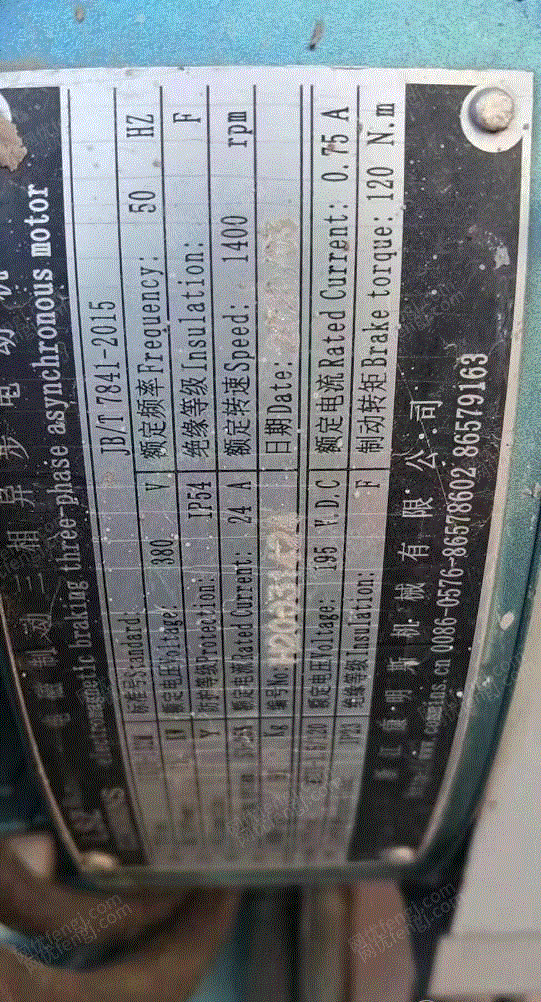 电磁制动三相异步电动机
electromagnetic braking three-phase asynchronous motor
标准号Standard JB/T 7841-2015
KW 额定电压Voltage: 380 V 额定频率Frequency: 50 HZ
Y 防护等级Protection: IP54 绝缘等级Insulation: F
额定电流Rated Current: 24 A 额定转速Speed: 1400 rpm
Kg 编号No: 日期Date:
额定电压Voltage: 195 V.D.C 额定电流Rated Current: 0.75 A
IP23 绝缘等级Insulation: F 制动转矩Brake torque: 120 N.m
浙江康明斯机械有限公司
0086-0576-86578602 86579163